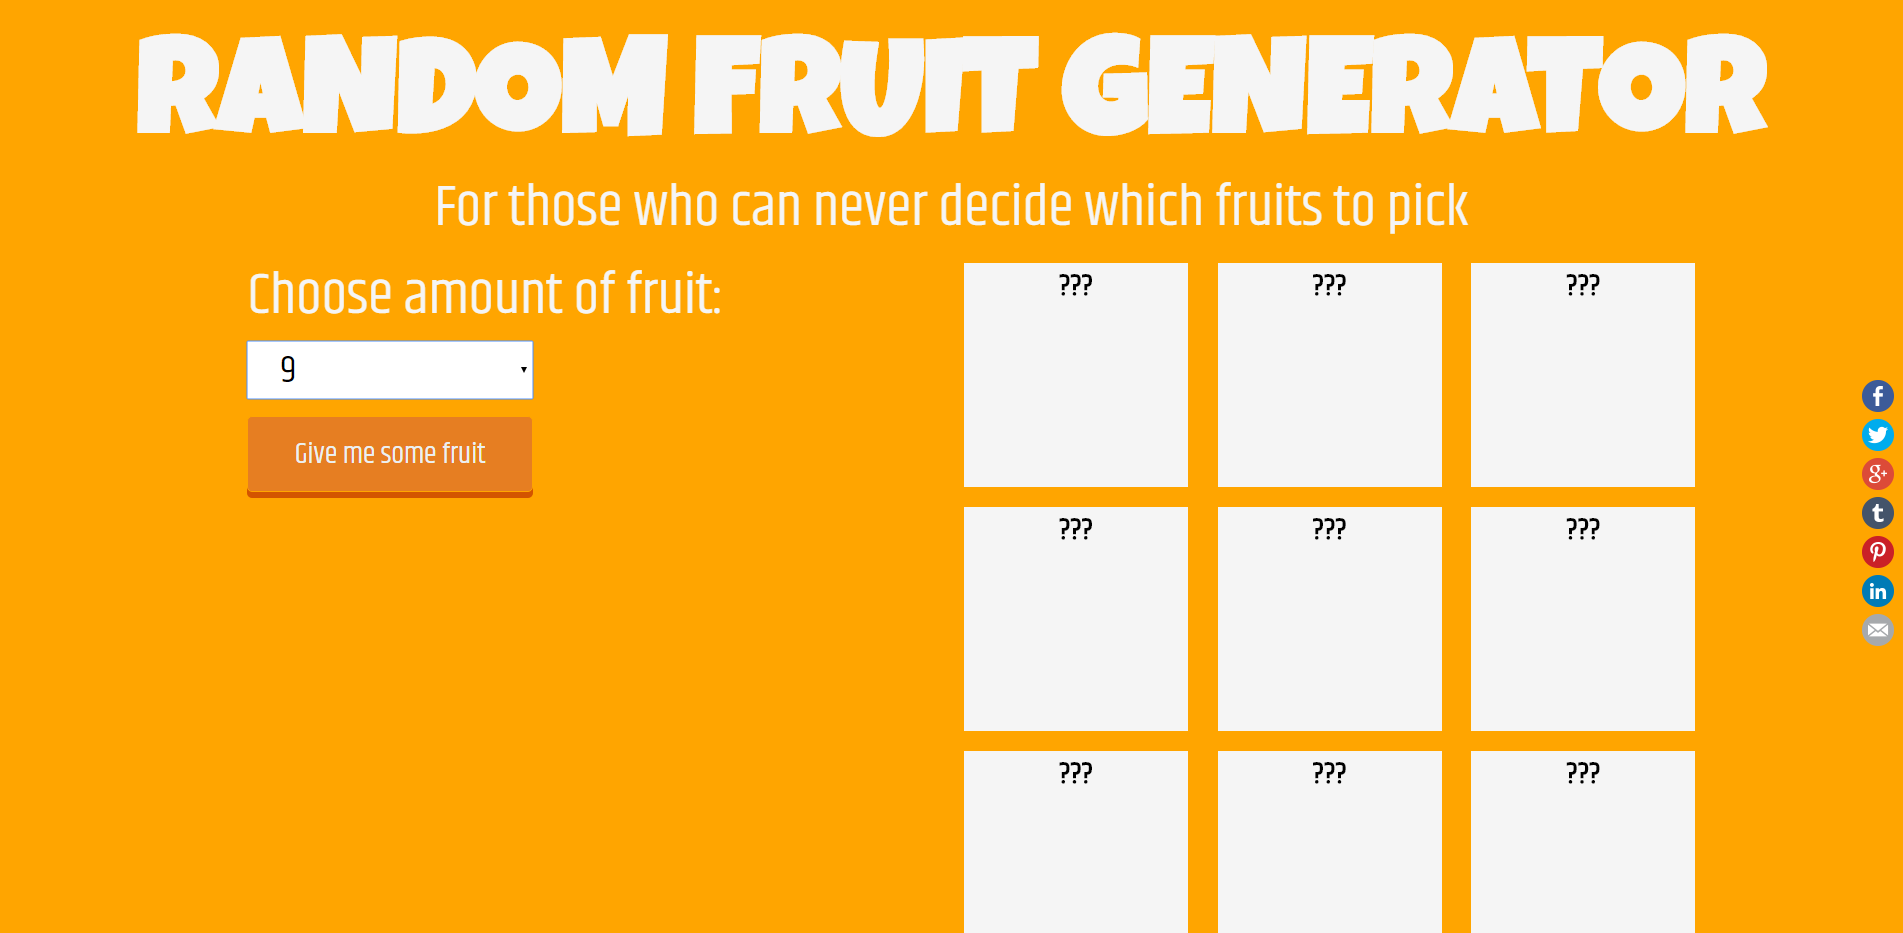 RANDOM FRUIT GENERATOR
For those who can never decide which fruits to pick
Choose amount of fruit:
9
Give me some fruit
??? ??? ???
??? ??? ???
??? ??? ???
f
g+
t
in